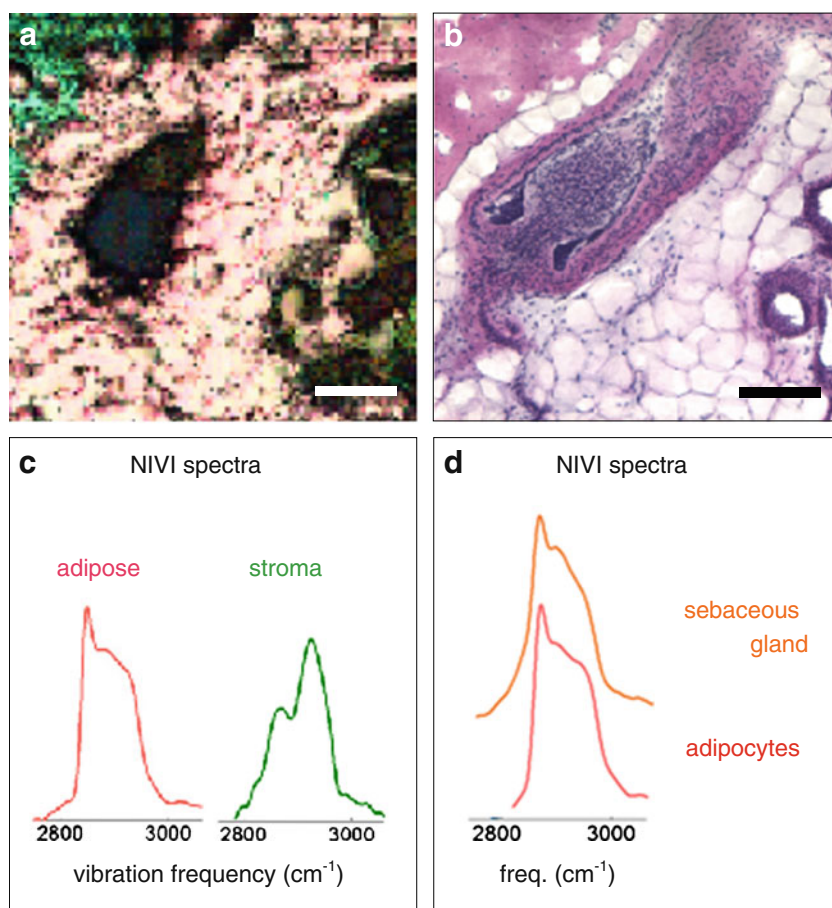 a
b
c
NIVI spectra
adipose
stroma
2800 3000 3000
vibration frequency (cm-1)
d
NIVI spectra
sebaceous
gland
adipocytes
2800 3000
freq. (cm-1)